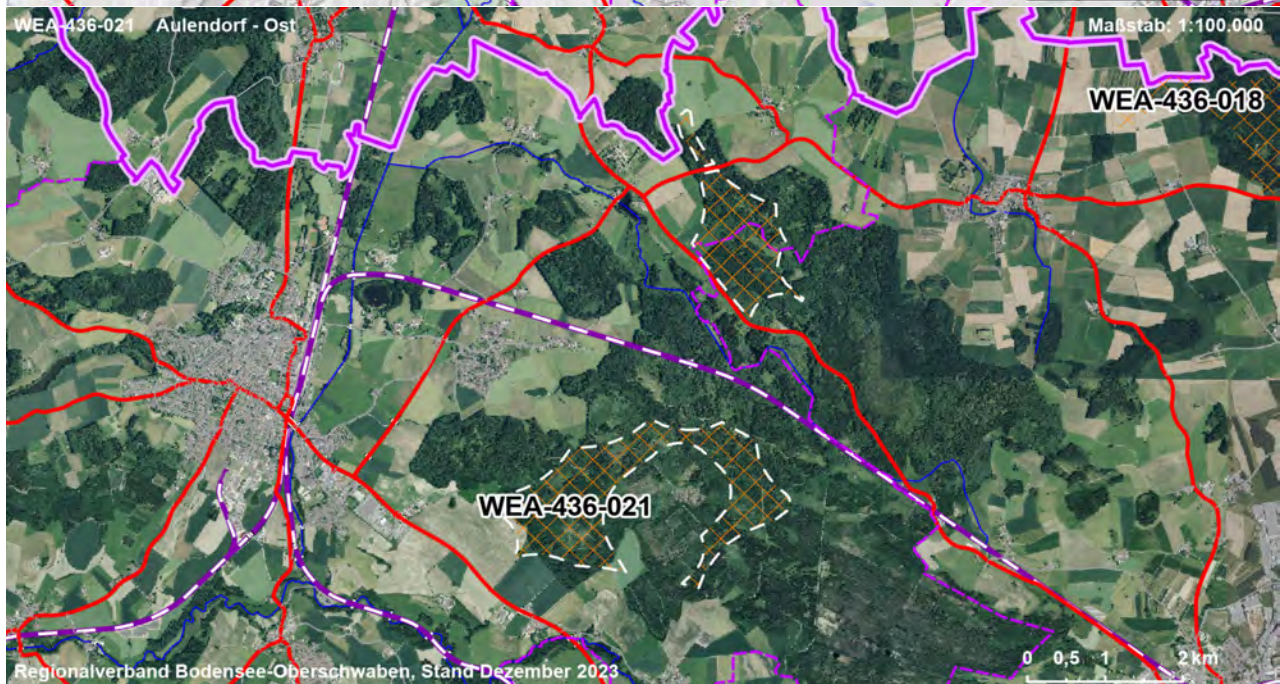 WEA-436-021 Aulendorf - Ost
Maßstab: 1:100.000
WEA-436-018
WEA-436-021
Regionalverband Bodensee-Oberschwaben, Stand Dezember 2023
0 0,5 1 2 km